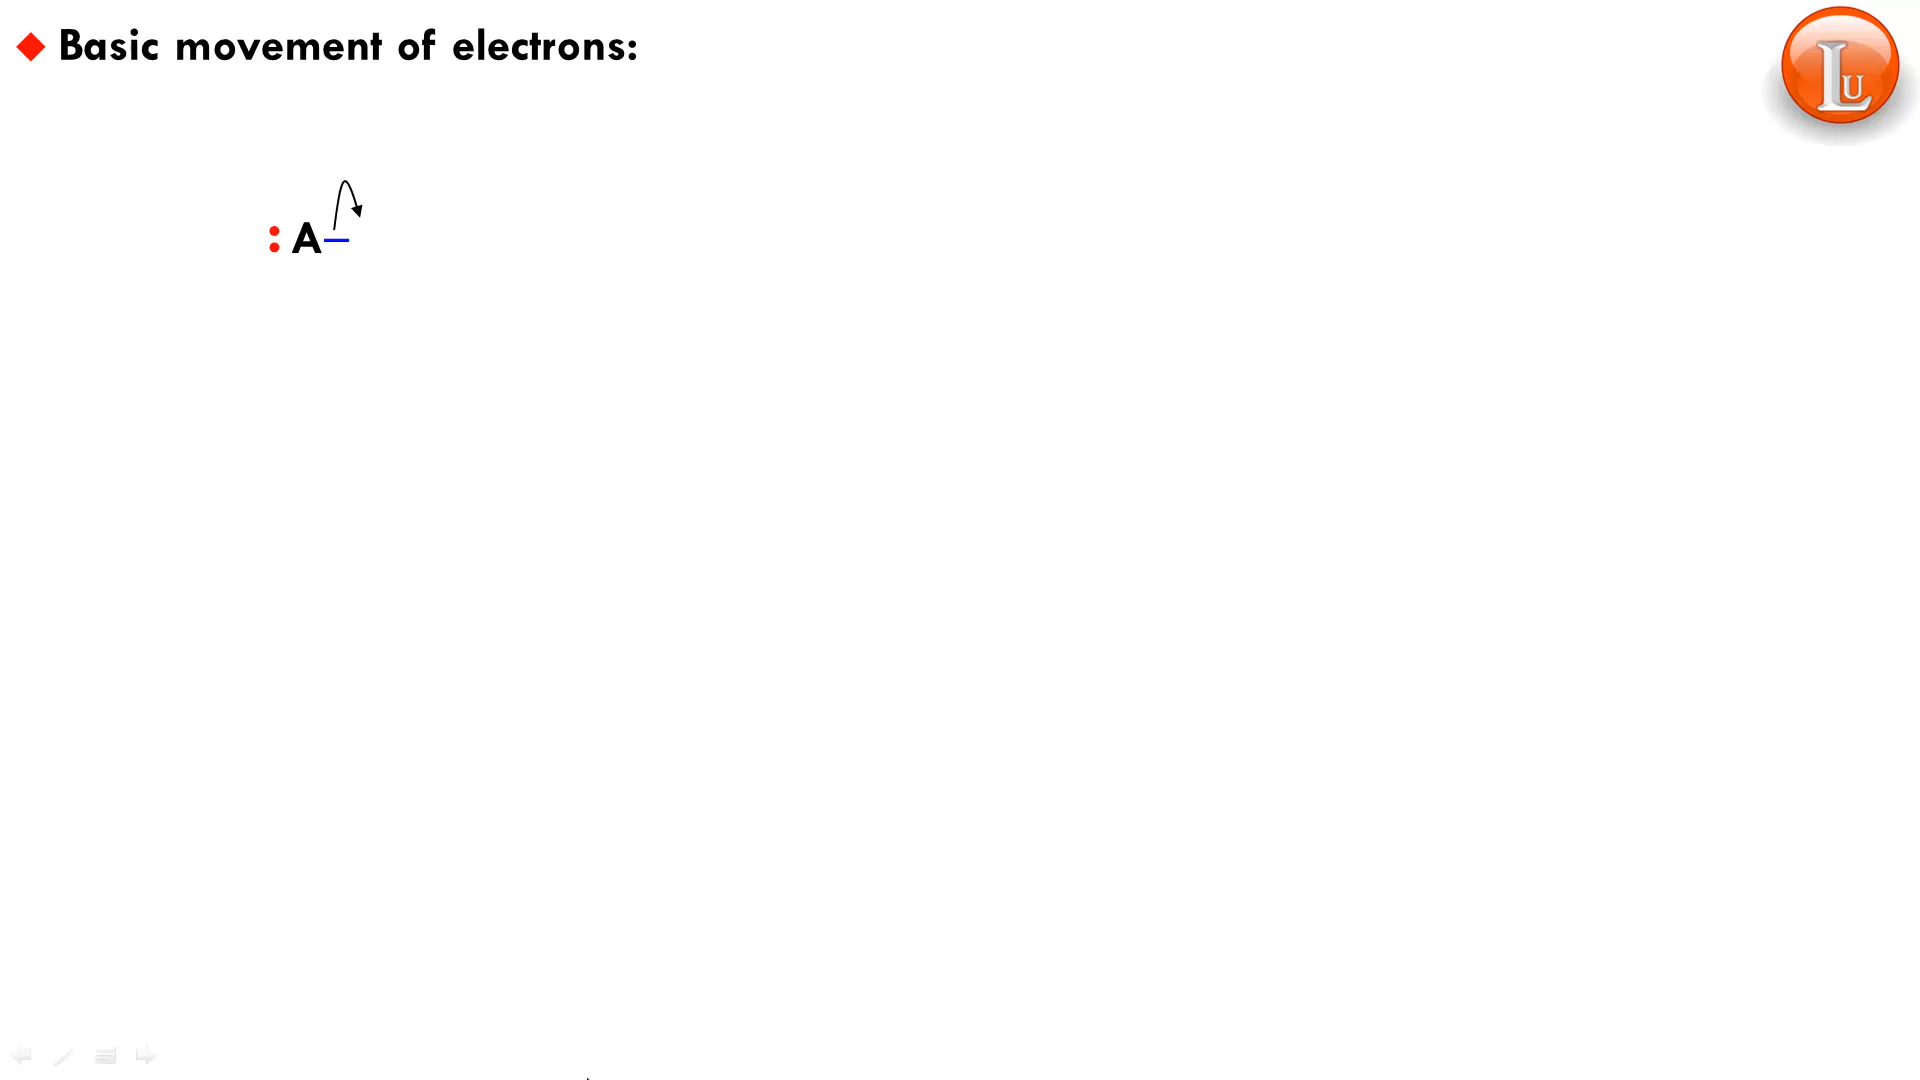 Basic movement of electrons:
LU
: A–